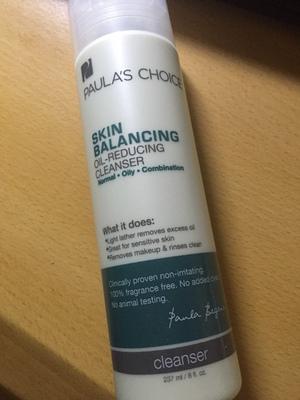 PAULA'S CHOICE
SKIN
BALANCING
OIL-REDUCING
CLEANSER
Normal • Oily • Combination
What it does:
•Light lather removes excess oil
•Great for sensitive skin
•Removes makeup & rinses clean
Clinically proven non-irritating.
100% fragrance free. No added
No animal testing.
Paula
cleanser
237 ml / 8 fl. oz.